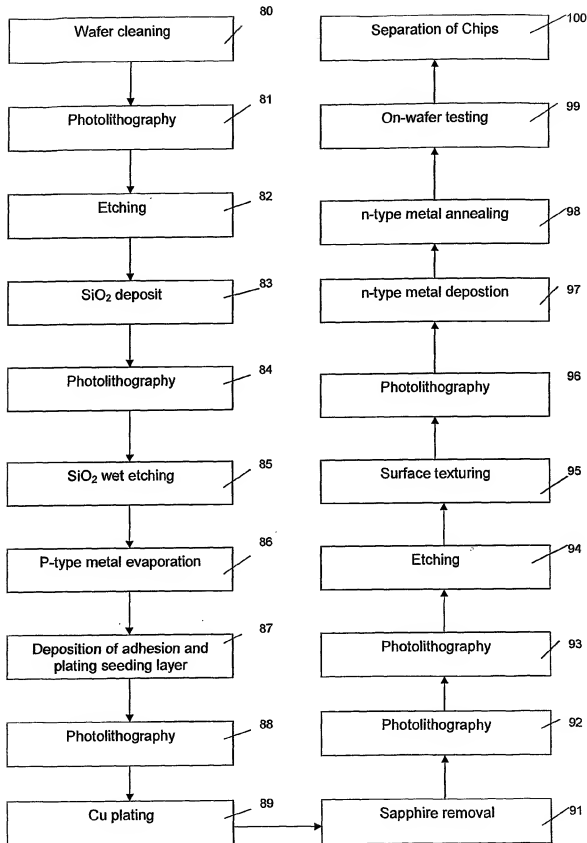 Wafer cleaning
80
Photolithography
81
Etching
82
SiO₂ deposit
83
Photolithography
84
SiO₂ wet etching
85
P-type metal evaporation
86
Deposition of adhesion and
plating seeding layer
87
Photolithography
88
Cu plating
89
Sapphire removal
91
Photolithography
92
Photolithography
93
Etching
94
Surface texturing
95
Photolithography
96
n-type metal depostion
97
n-type metal annealing
98
On-wafer testing
99
Separation of Chips
100